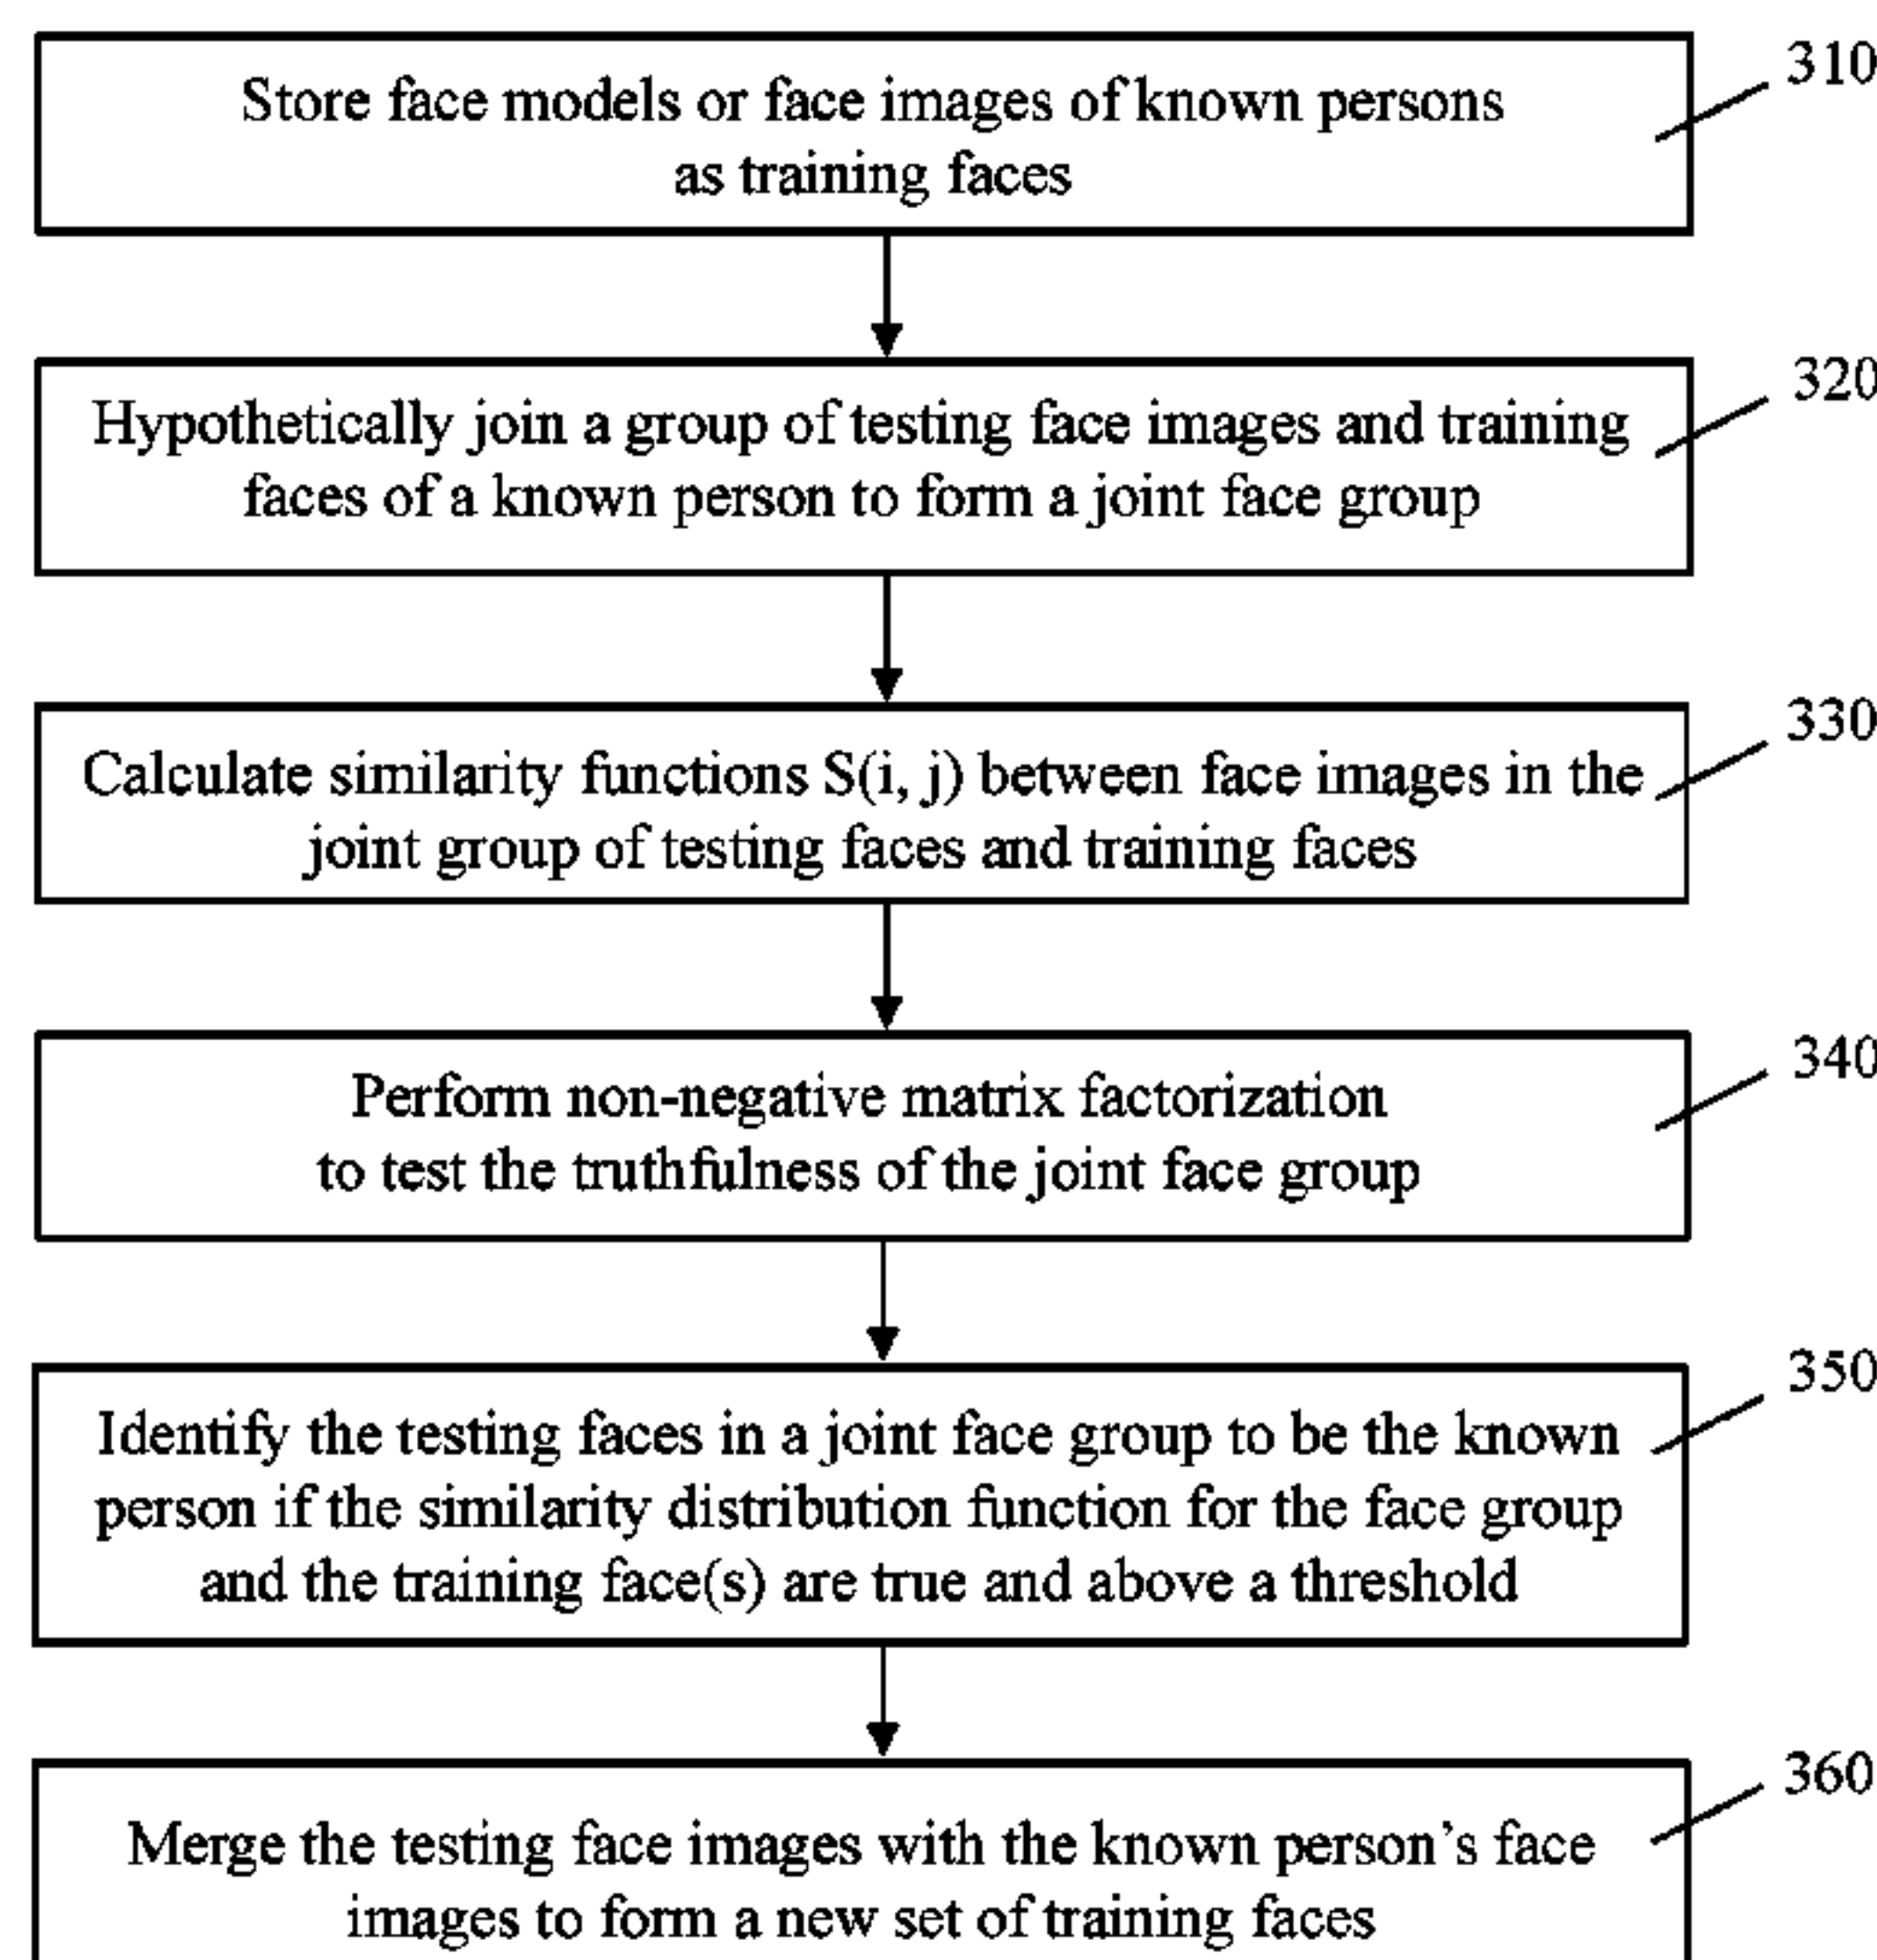 310
Store face models or face images of known persons
as training faces
320
Hypothetically join a group of testing face images and training
faces of a known person to form a joint face group
330
Calculate similarity functions S(i, j) between face images in the
joint group of testing faces and training faces
340
Perform non-negative matrix factorization
to test the truthfulness of the joint face group
350
Identify the testing faces in a joint face group to be the known
person if the similarity distribution function for the face group
and the training face(s) are true and above a threshold
360
Merge the testing face images with the known person’s face
images to form a new set of training faces